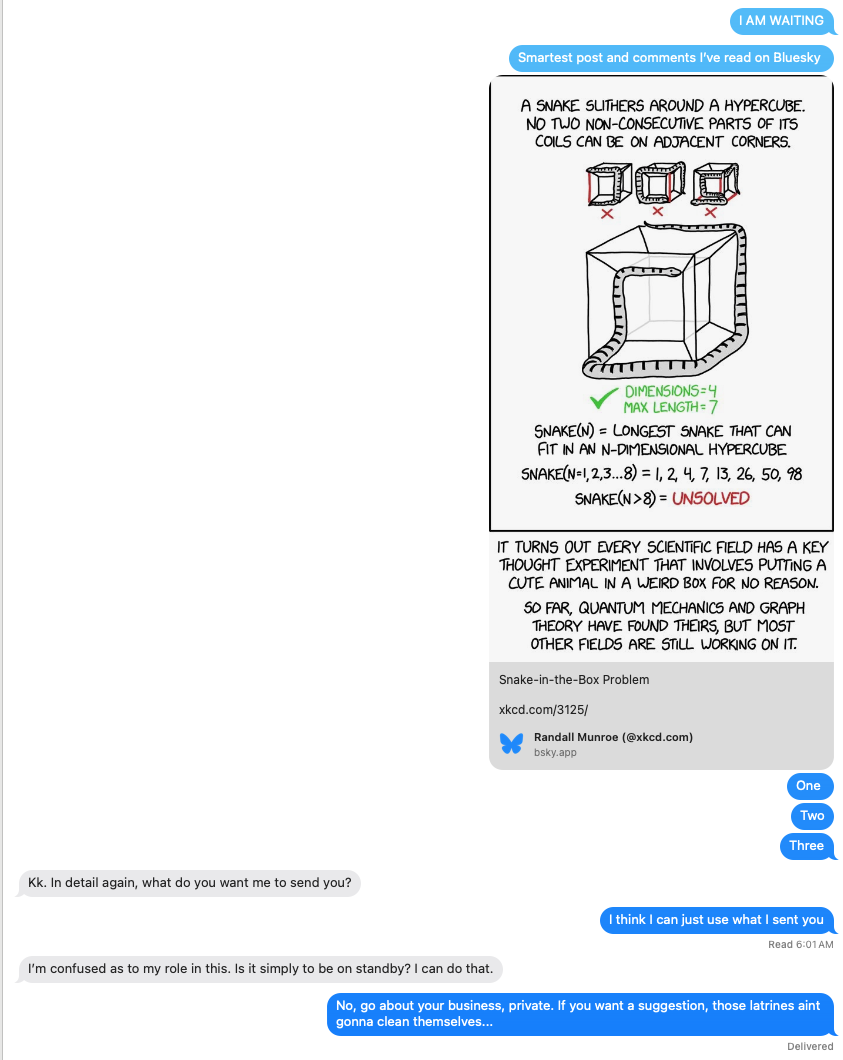 I AM WAITING
Smartest post and comments I've read on Bluesky
A SNAKE SLITHERS AROUND A HYPERCUBE.
NO TWO NON-CONSECUTIVE PARTS OF ITS
COILS CAN BE ON ADJACENT CORNERS.
DIMENSIONS=4
MAX LENGTH=7
SNAKE(N) = LONGEST SNAKE THAT CAN
FIT IN AN N-DIMENSIONAL HYPERCUBE
SNAKE(N=1,2,3...8) = 1, 2, 4, 7, 13, 26, 50, 98
SNAKE(N>8) = UNSOLVED
IT TURNS OUT EVERY SCIENTIFIC FIELD HAS A KEY
THOUGHT EXPERIMENT THAT INVOLVES PUTTING A
CUTE ANIMAL IN A WEIRD BOX FOR NO REASON.
SO FAR, QUANTUM MECHANICS AND GRAPH
THEORY HAVE FOUND THEIRS, BUT MOST
OTHER FIELDS ARE STILL WORKING ON IT.
Snake-in-the-Box Problem
xkcd.com/3125/
Randall Munroe (@xkcd.com)
bsky.app
One
Two
Three
Kk. In detail again, what do you want me to send you?
I think I can just use what I sent you
Read 6:01 AM
I'm confused as to my role in this. Is it simply to be on standby? I can do that.
No, go about your business, private. If you want a suggestion, those latrines aint
gonna clean themselves...
Delivered